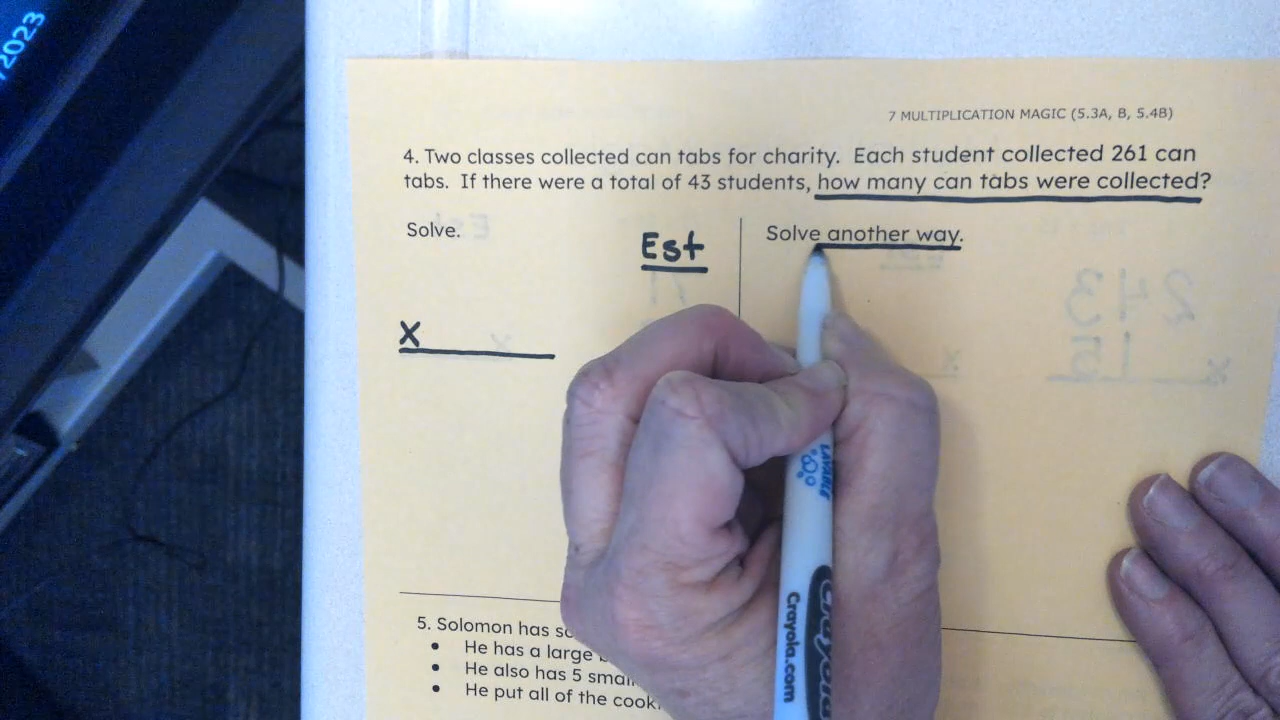 /2023
7 MULTIPLICATION MAGIC (5.3A, B, 5.4B)
4. Two classes collected can tabs for charity. Each student collected 261 can
tabs. If there were a total of 43 students, how many can tabs were collected?
Solve.
Est
Solve another way.
X
5. Solomon has
• He has a large
• He also has 5
• He put all of the
Crayola.com
Crayola